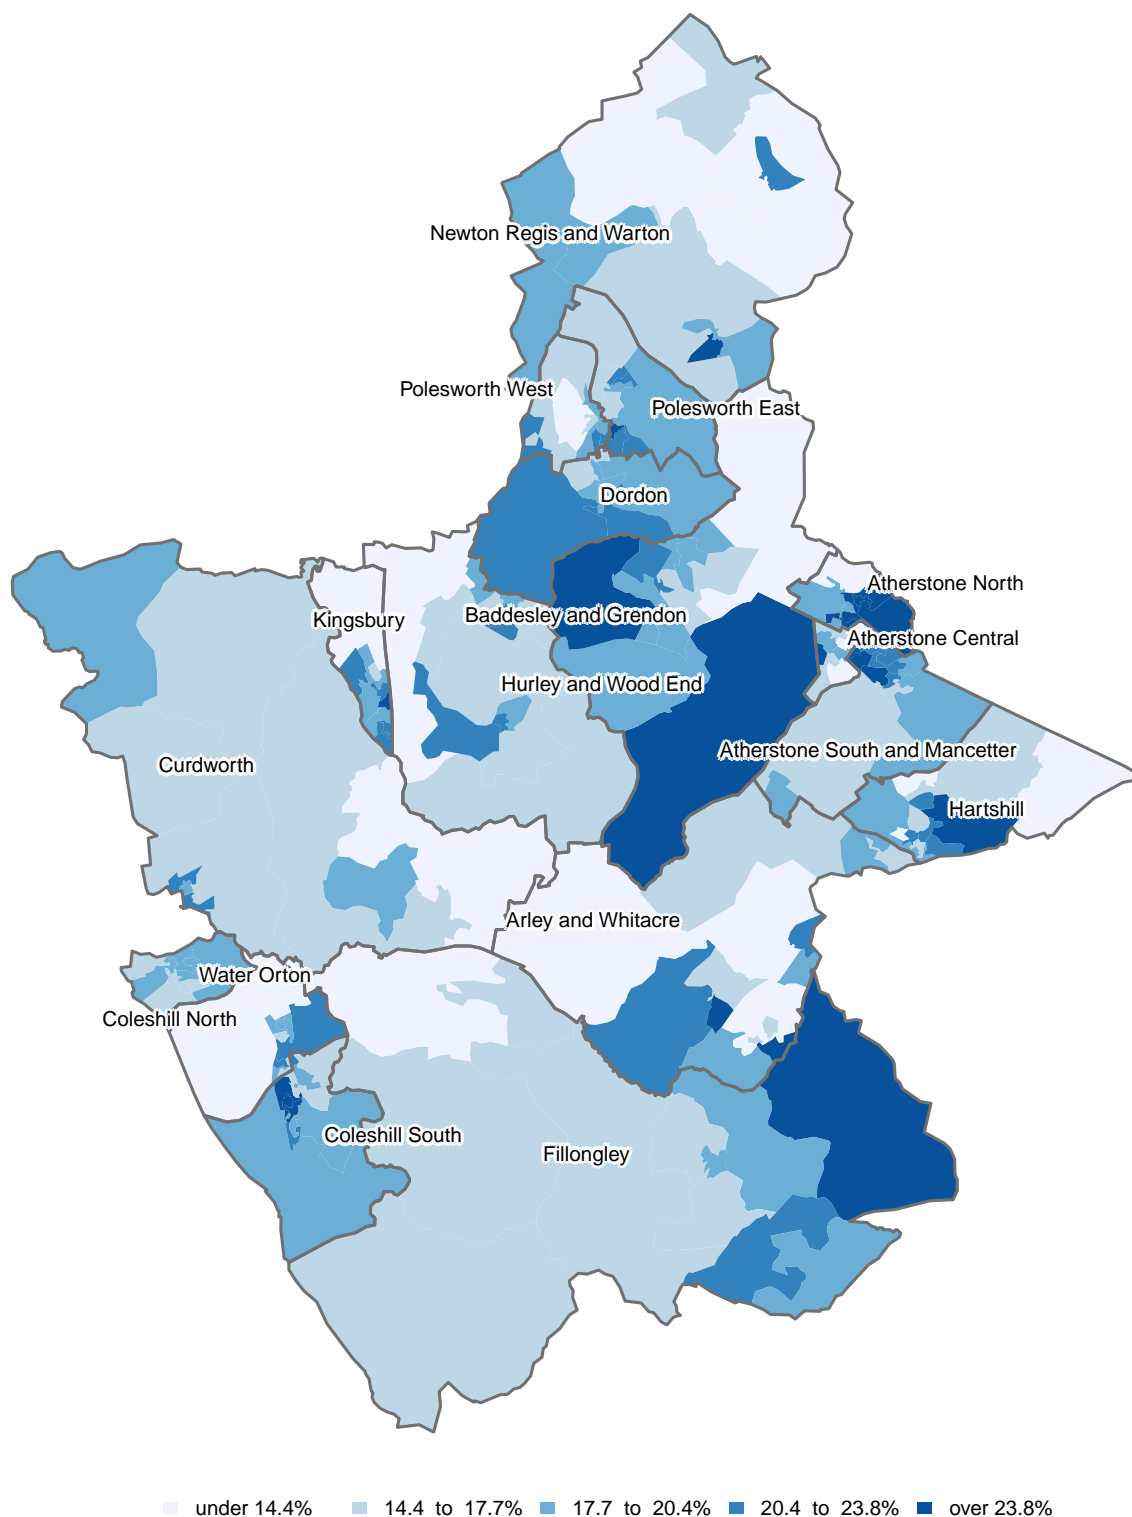 Newton Regis and Warton
Polesworth West
Polesworth East
Dordon
Atherstone North
Baddesley and Grendon
Kingsbury
Atherstone Central
Hurley and Wood End
Atherstone South and Mancetter
Curdworth
Hartshill
Arley and Whitacre
Water Orton
Coleshill North
Coleshill South
Fillongley
under 14.4% 14.4 to 17.7% 17.7 to 20.4% 20.4 to 23.8% over 23.8%